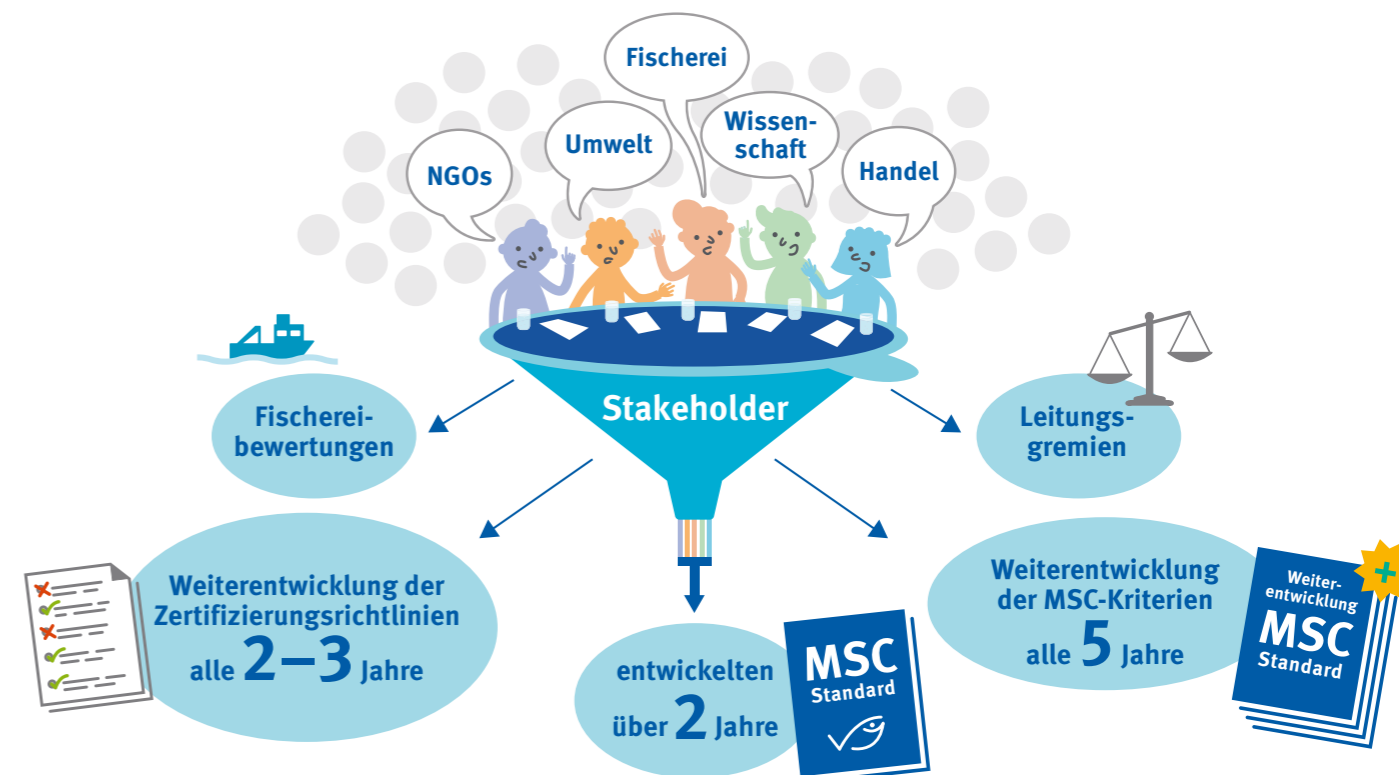 Fischerei
Wissen-
schaft
Umwelt
Handel
NGOs
Stakeholder
Fischerei-
bewertungen
Leitungs-
gremien
Weiterentwicklung der
Zertifizierungsrichtlinien
alle 2–3 Jahre
entwickelten
über 2 Jahre
MSC
Standard
Weiterentwicklung
der MSC-Kriterien
alle 5 Jahre
Weiter-
entwicklung
MSC
Standard